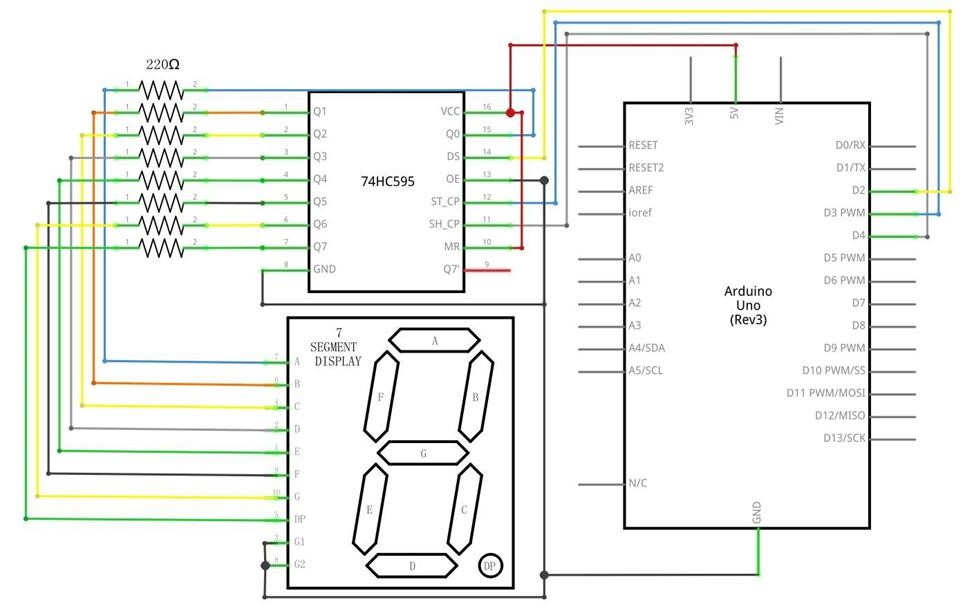 220Ω
1 2
1 2
1 2
1 2
1 2
1 2
1 2
1 2
74HC595
1 Q1
2 Q2
3 Q3
4 Q4
5 Q5
6 Q6
7 Q7
8 GND
VCC 16
Q0 15
DS 14
OE 13
ST_CP 12
SH_CP 11
MR 10
Q7' 9
7
SEGMENT
DISPLAY
7 A
6 B
4 C
2 D
1 E
9 F
10 G
5 DP
3 G1
8 G2
A
F B
G
E C
D DP
3V3 5V VIN
RESET
RESET2
AREF
ioref
A0
A1
A2
A3
A4/SDA
A5/SCL
N/C
Arduino
Uno
(Rev3)
D0/RX
D1/TX
D2
D3 PWM
D4
D5 PWM
D6 PWM
D7
D8
D9 PWM
D10 PWM/SS
D11 PWM/MOSI
D12/MISO
D13/SCK
GND